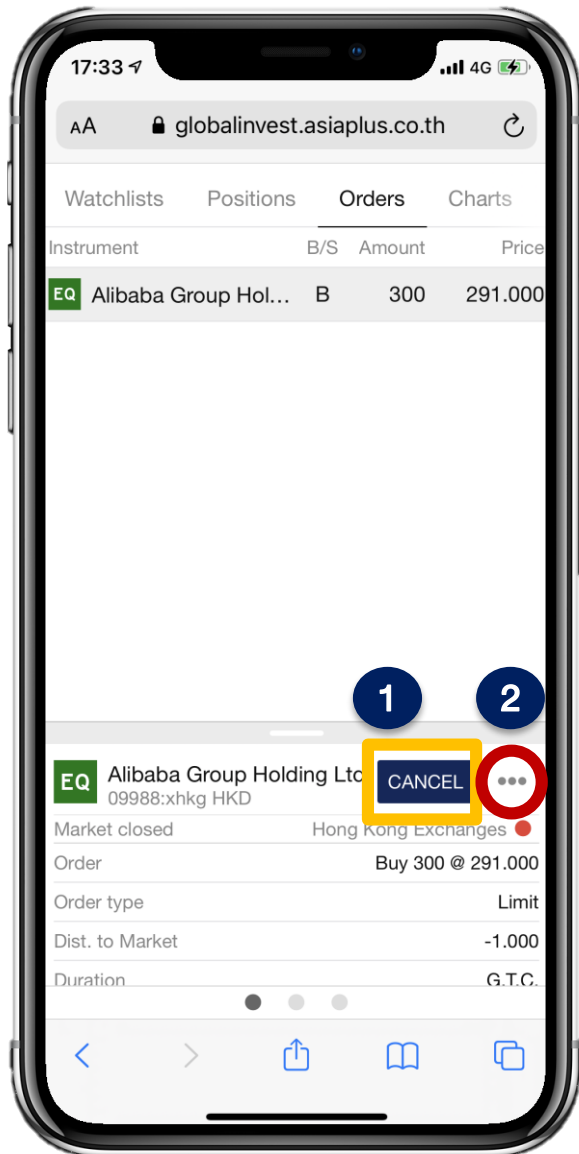 17:33 4G
AA globalinvest.asiaplus.co.th
Watchlists Positions Orders Charts
Instrument B/S Amount Price
EQ Alibaba Group Hol... B 300 291.000
1 2
EQ Alibaba Group Holding Ltd CANCEL
09988:xhkg HKD
Market closed Hong Kong Exchanges
Order Buy 300 @ 291.000
Order type Limit
Dist. to Market -1.000
Duration G.T.C.